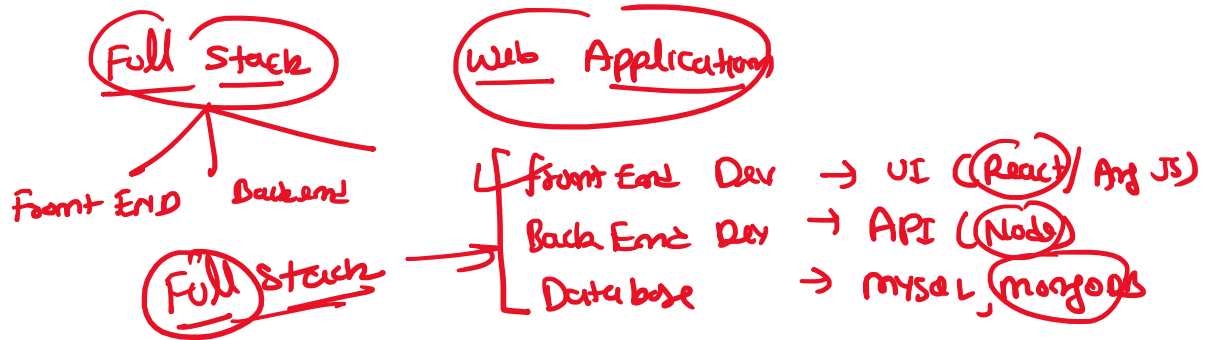 Full Stack
Web Application
Front END
Backend
Front End Dev → UI (React / Ang JS)
Back End Dev → API (Node)
Full Stack → Database → MySQL, MongoDB